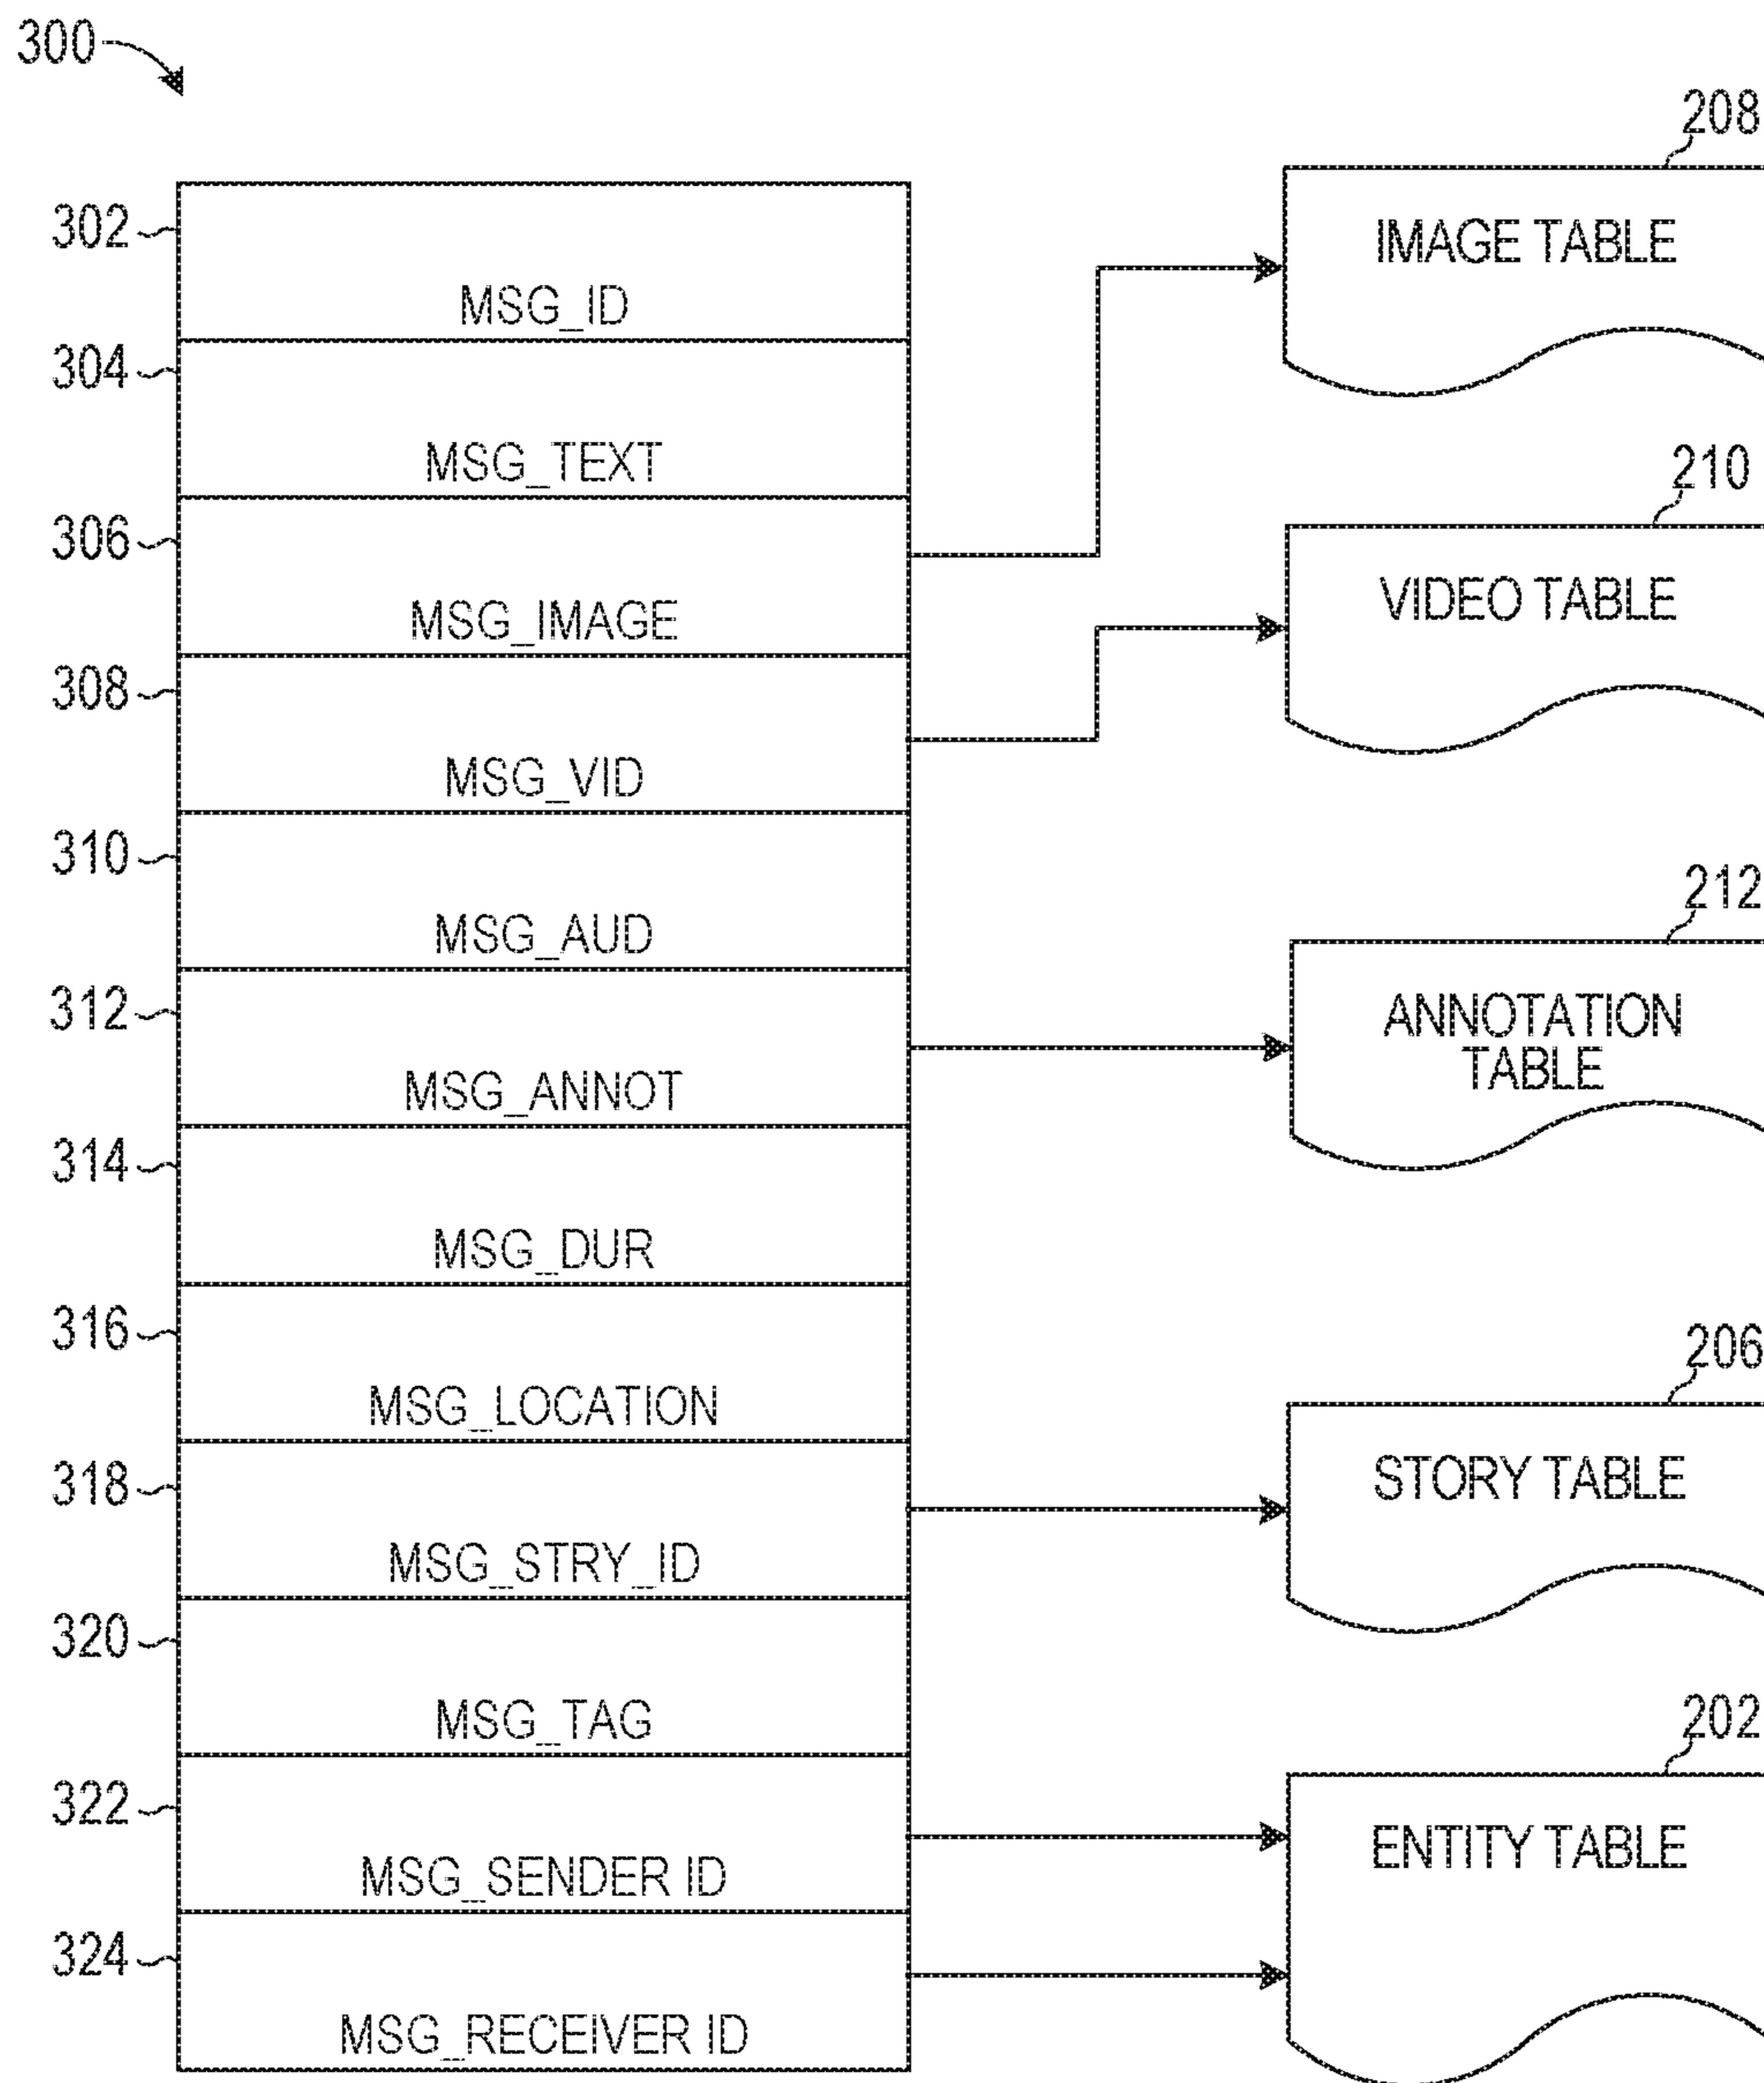 300
302
MSG_ID
304
MSG_TEXT
306
MSG_IMAGE
308
MSG_VID
310
MSG_AUD
312
MSG_ANNOT
314
MSG_DUR
316
MSG_LOCATION
318
MSG_STRY_ID
320
MSG_TAG
322
MSG_SENDER ID
324
MSG_RECEIVER ID
208
IMAGE TABLE
210
VIDEO TABLE
212
ANNOTATION
TABLE
206
STORY TABLE
202
ENTITY TABLE